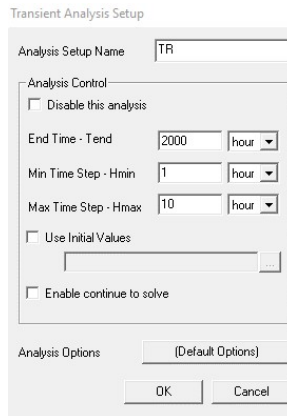 Transient Analysis Setup
Analysis Setup Name TR
Analysis Control
Disable this analysis
End Time - Tend 2000 hour
Min Time Step - Hmin 1 hour
Max Time Step - Hmax 10 hour
Use Initial Values
...
Enable continue to solve
Analysis Options (Default Options)
OK Cancel